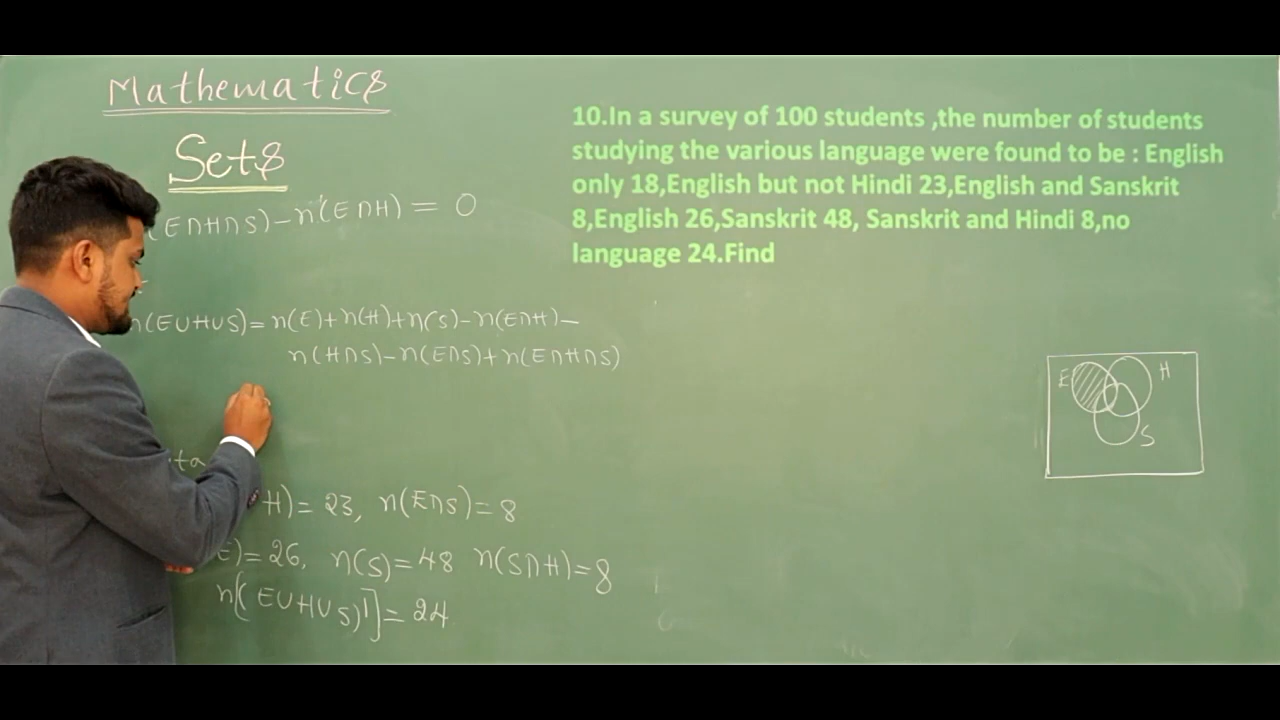 Mathematics
Sets
(E∩H∩S)-n(E∩H) = 0
n(E∪H∪S)= n(E)+n(H)+n(S)-n(E∩H)-
n(H∩S)-n(E∩S)+n(E∩H∩S)
ta
H)= 23, n(E∩S)=8
E)=26, n(S)=48 n(S∩H)=8
n[(E∪H∪S)']=24
10.In a survey of 100 students ,the number of students
studying the various language were found to be : English
only 18,English but not Hindi 23,English and Sanskrit
8,English 26,Sanskrit 48, Sanskrit and Hindi 8,no
language 24.Find
E H
S